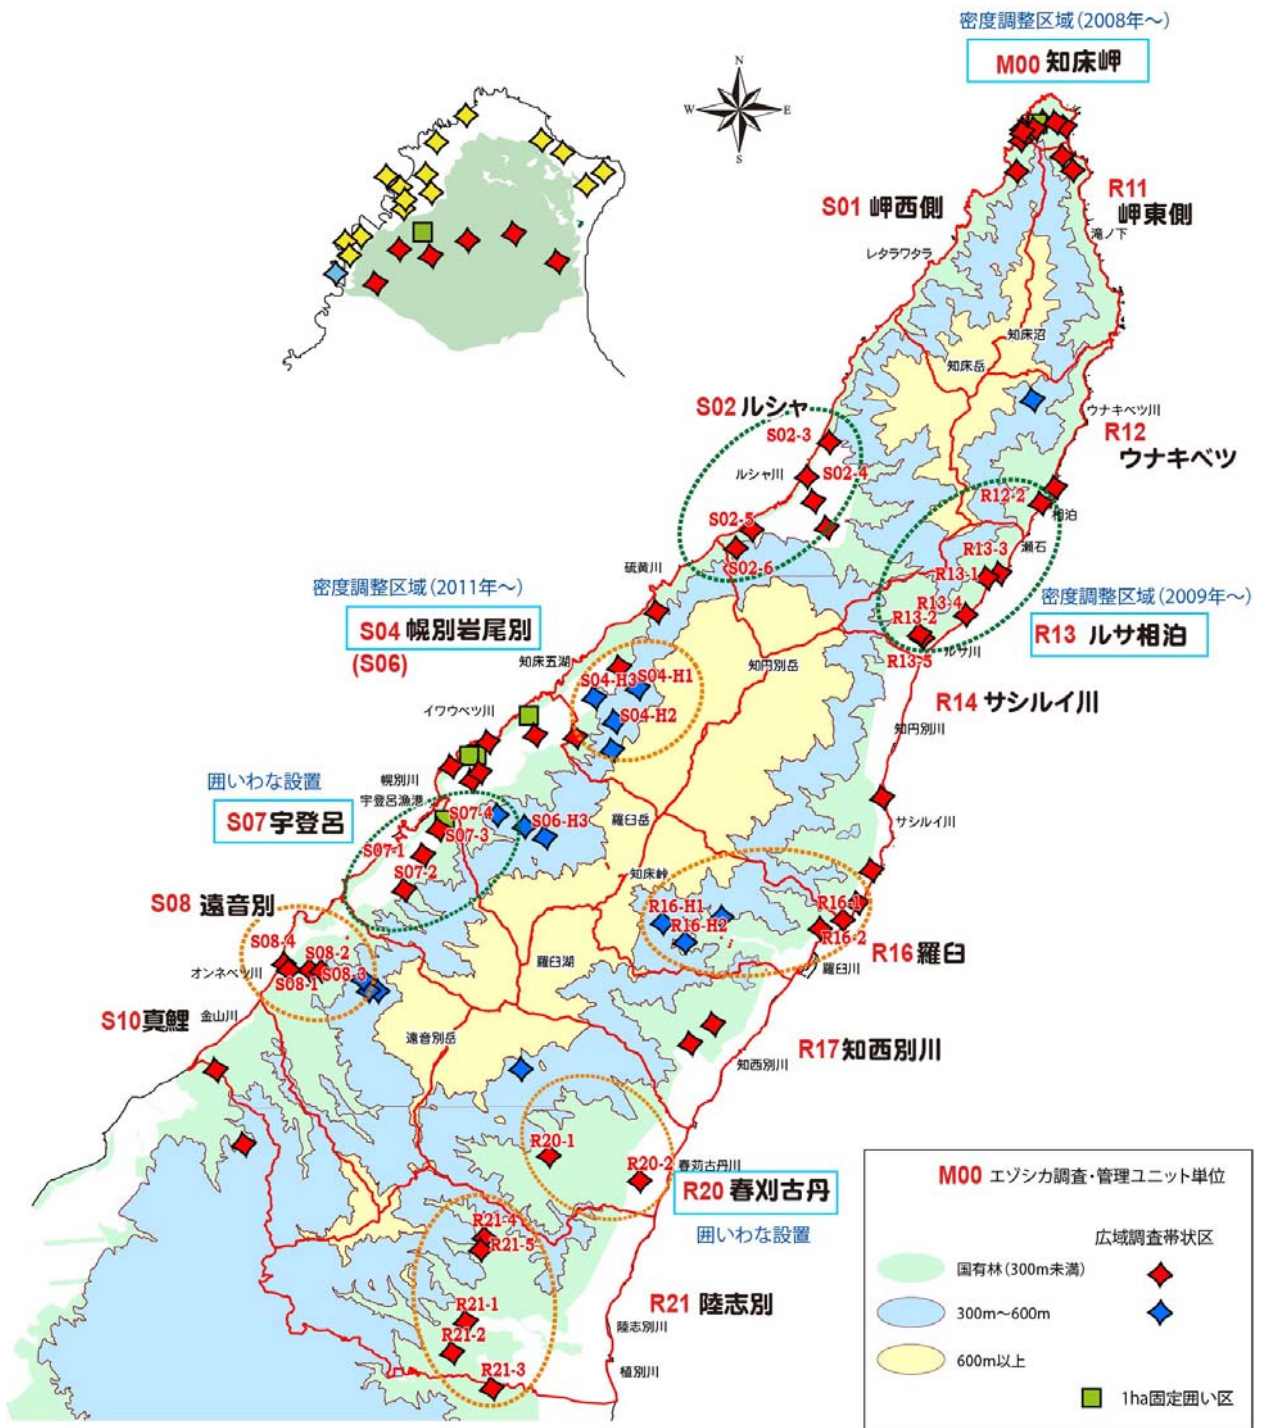 密度調整区域(2008年～)
M00 知床岬
N
W
E
S
S01 岬西側
R11
岬東側
滝ノ下
レタラワタラ
知床沼
知床岳
ウナキベツ川
R12
ウナキベツ
S02 ルシャ
S02-3
ルシャ川
S02-4
S02-5
S02-6
R12-2
相泊
瀬石
R13-3
R13-1
R13-4
R13-2
R13-5
ルサ川
密度調整区域(2009年～)
R13 ルサ相泊
硫黄川
密度調整区域(2011年～)
S04 幌別岩尾別
(S06)
知床五湖
知円別岳
S04-H3
S04-H1
S04-H2
R14 サシルイ川
知円別川
イワウベツ川
幌別川
宇登呂漁港
囲いわな設置
S07 宇登呂
S07-4
S07-3
S07-1
S07-2
S06-H3
羅臼岳
サシルイ川
知床峠
S08 遠音別
S08-4
S08-2
S08-3
S08-1
オンネベツ川
R16-H1
R16-H2
R16-1
R16-2
R16 羅臼
羅臼川
羅臼湖
S10 真鯉
金山川
遠音別岳
R17 知西別川
知西別川
R20-1
R20-2
春苅古丹川
R20 春刈古丹
囲いわな設置
R21-4
R21-5
R21-1
R21-2
R21-3
R21 陸志別
陸志別川
植別川
M00 エゾシカ調査・管理ユニット単位
広域調査帯状区
国有林(300m未満)
300m～600m
600m以上
1ha固定囲い区